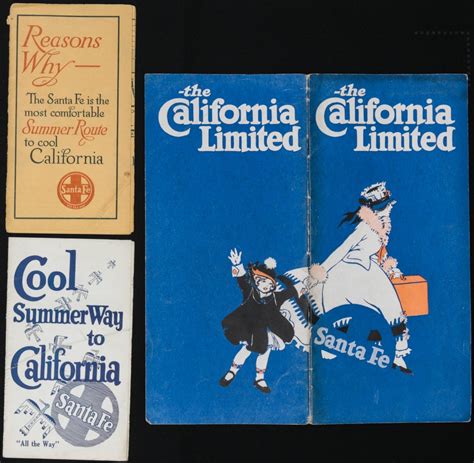 Reasons
Why—
The Santa Fe is the
most comfortable
Summer Route
to cool
California
Santa Fe
Cool
Summer Way
to
California
Santa Fe
"All the Way"
-the
California
Limited
-the
California
Limited
Santa Fe